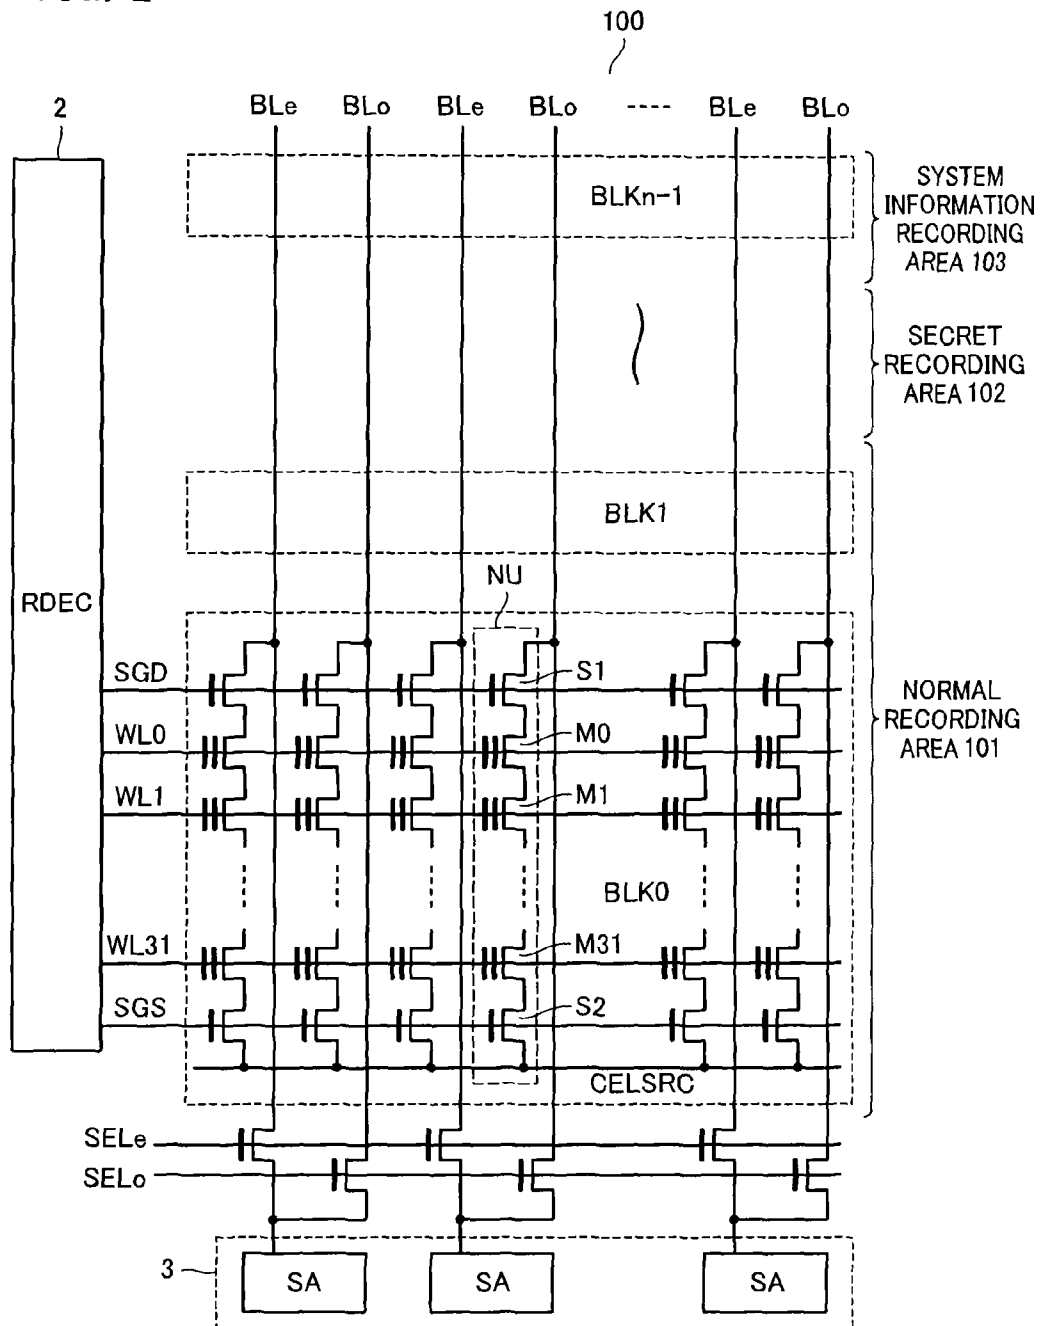 100
2
BLe BLo BLe BLo ---- BLe BLo
BLKn-1
SYSTEM
INFORMATION
RECORDING
AREA 103
SECRET
RECORDING
AREA 102
BLK1
NU
RDEC
SGD
S1
WL0
M0
NORMAL
RECORDING
AREA 101
WL1
M1
BLK0
WL31
M31
SGS
S2
CELSRC
SELe
SELo
3
SA SA SA